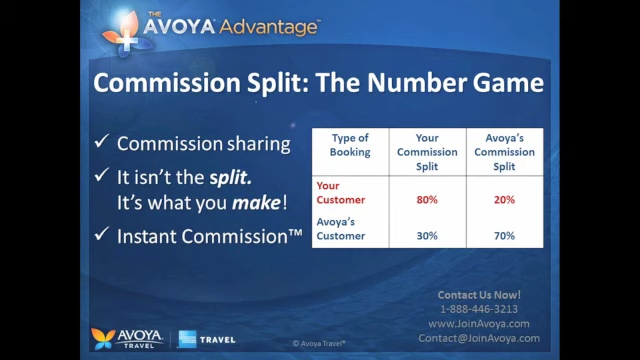 THE
AVOYA Advantage™
Commission Split: The Number Game
✓ Commission sharing
✓ It isn't the split.
It's what you make!
✓ Instant Commission™
Type of Booking | Your Commission Split | Avoya's Commission Split
Your Customer | 80% | 20%
Avoya's Customer | 30% | 70%
Contact Us Now!
1-888-446-3213
www.JoinAvoya.com
Contact@JoinAvoya.com
AVOYA
TRAVEL
TRAVEL
© Avoya Travel®